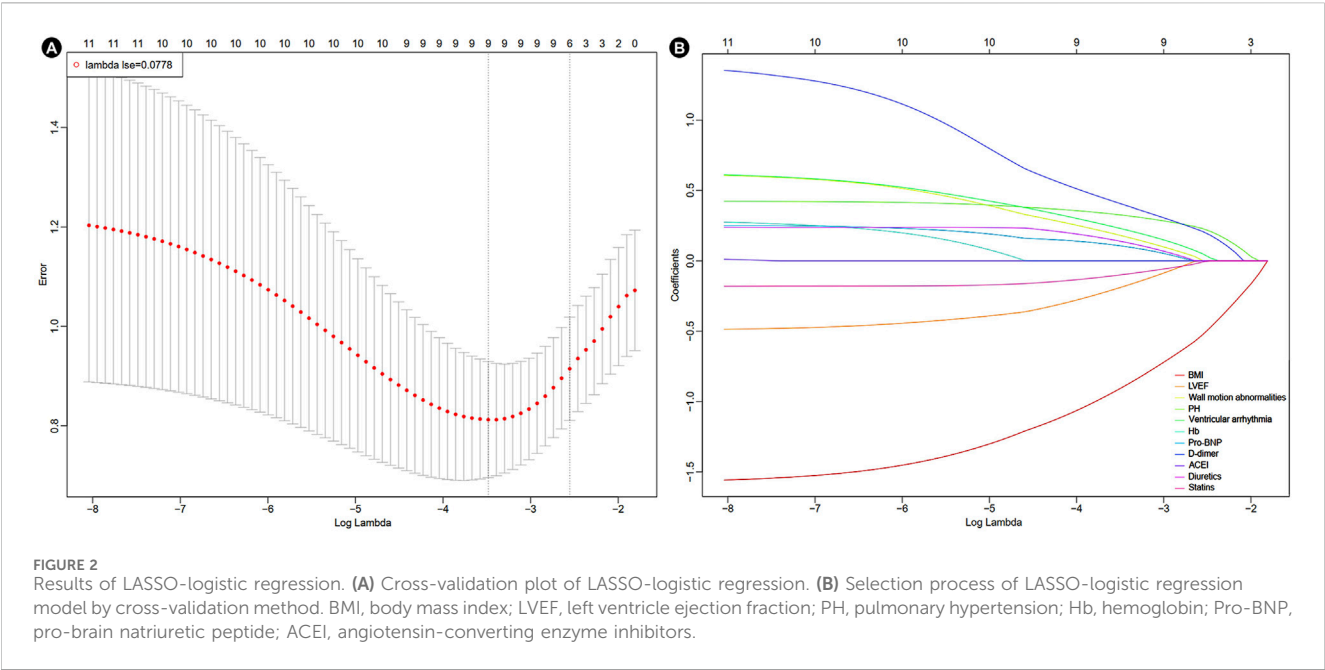 A
11 11 11 10 10 10 10 10 10 10 10 10 10 10 10 9 9 9 9 9 9 9 9 9 9 6 3 3 2 0
lambda lse=0.0778
1.4
1.2
1.0
0.8
Error
−8 −7 −6 −5 −4 −3 −2
Log Lambda
B
11 10 10 10 9 9 3
1.0
0.5
0.0
−0.5
−1.0
−1.5
Coefficients
BMI
LVEF
Wall motion abnormalities
PH
Ventricular arrhythmia
Hb
Pro-BNP
D-dimer
ACEI
Diuretics
Statins
−8 −7 −6 −5 −4 −3 −2
Log Lambda
FIGURE 2
Results of LASSO-logistic regression. (A) Cross-validation plot of LASSO-logistic regression. (B) Selection process of LASSO-logistic regression
model by cross-validation method. BMI, body mass index; LVEF, left ventricle ejection fraction; PH, pulmonary hypertension; Hb, hemoglobin; Pro-BNP,
pro-brain natriuretic peptide; ACEI, angiotensin-converting enzyme inhibitors.